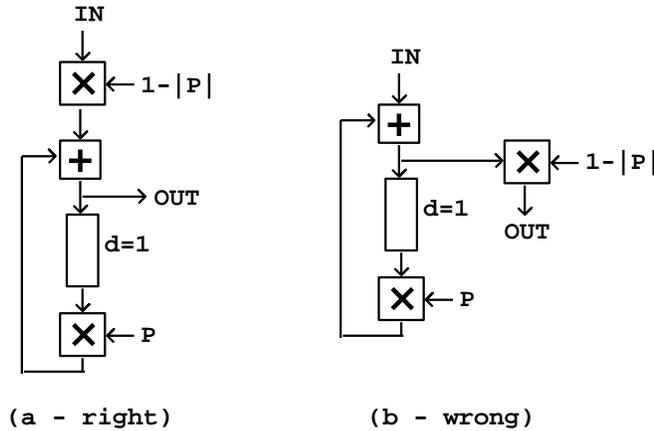 IN
× 1-|P|
+
OUT
d=1
× P
(a - right)
IN
+
× 1-|P|
d=1
OUT
× P
(b - wrong)